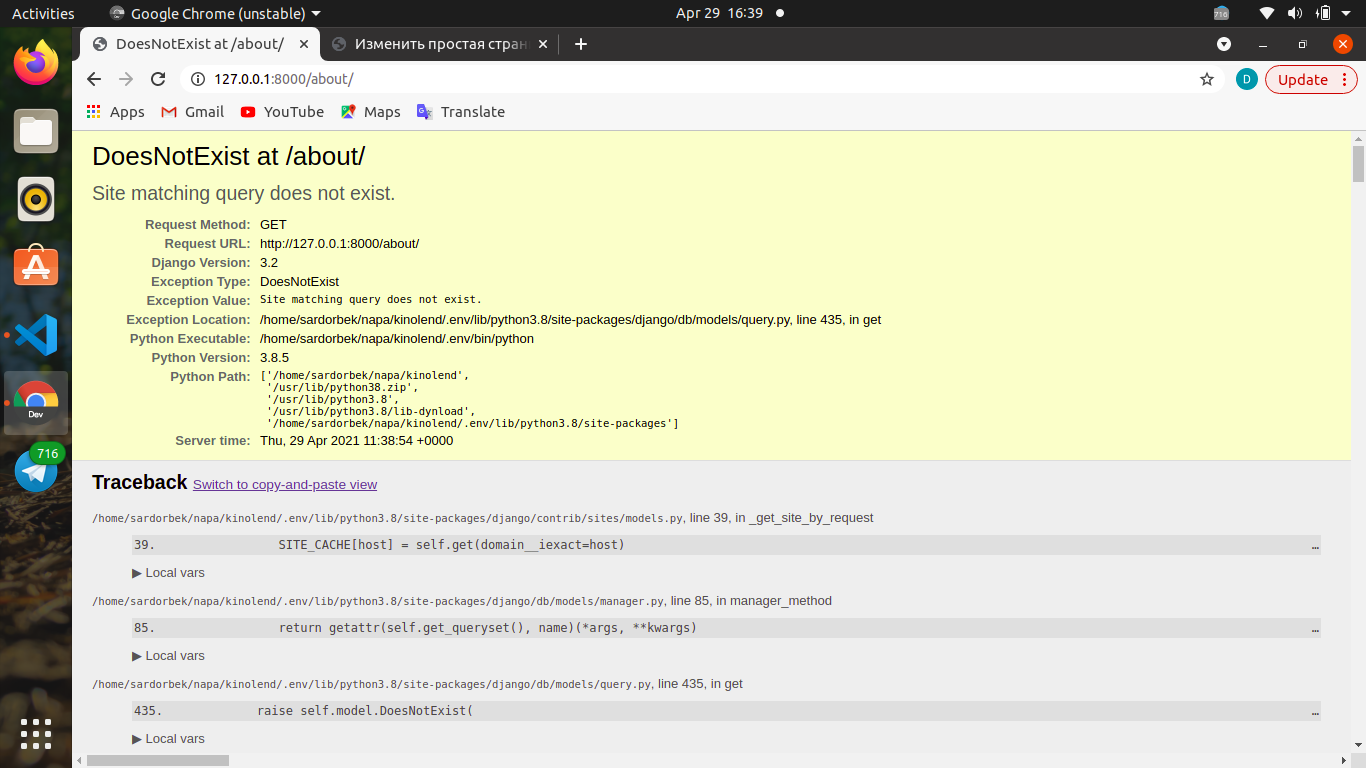 Activities Google Chrome (unstable) Apr 29 16:39 716
DoesNotExist at /about/ Изменить простая стран
127.0.0.1:8000/about/ D Update
Apps Gmail YouTube Maps Translate
DoesNotExist at /about/
Site matching query does not exist.
Request Method: GET
Request URL: http://127.0.0.1:8000/about/
Django Version: 3.2
Exception Type: DoesNotExist
Exception Value: Site matching query does not exist.
Exception Location: /home/sardorbek/napa/kinolend/.env/lib/python3.8/site-packages/django/db/models/query.py, line 435, in get
Python Executable: /home/sardorbek/napa/kinolend/.env/bin/python
Python Version: 3.8.5
Python Path: ['/home/sardorbek/napa/kinolend',
'/usr/lib/python38.zip',
'/usr/lib/python3.8',
'/usr/lib/python3.8/lib-dynload',
'/home/sardorbek/napa/kinolend/.env/lib/python3.8/site-packages']
Server time: Thu, 29 Apr 2021 11:38:54 +0000
Dev
716
Traceback Switch to copy-and-paste view
/home/sardorbek/napa/kinolend/.env/lib/python3.8/site-packages/django/contrib/sites/models.py, line 39, in _get_site_by_request
39. SITE_CACHE[host] = self.get(domain__iexact=host) …
▶ Local vars
/home/sardorbek/napa/kinolend/.env/lib/python3.8/site-packages/django/db/models/manager.py, line 85, in manager_method
85. return getattr(self.get_queryset(), name)(*args, **kwargs) …
▶ Local vars
/home/sardorbek/napa/kinolend/.env/lib/python3.8/site-packages/django/db/models/query.py, line 435, in get
435. raise self.model.DoesNotExist( …
▶ Local vars